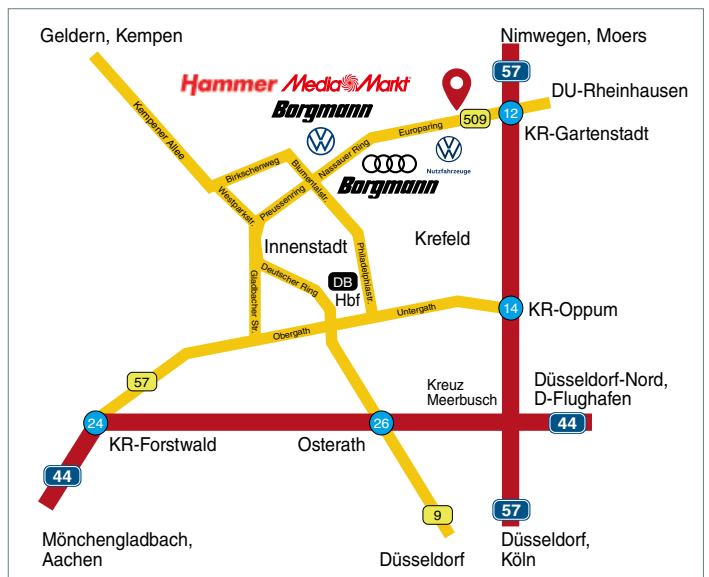 Geldern, Kempen
Nimwegen, Moers
57
Hammer MediaMarkt
DU-Rheinhausen
Borgmann
509
12
KR-Gartenstadt
Kempener Allee
VW
Europaring
Nassauer Ring
VW
Nutzfahrzeuge
Birkschenweg
Blumentalstr.
Borgmann
Westparkstr.
Preussenring
Innenstadt
Krefeld
Philadelphiastr.
Deutscher Ring
DB
Hbf
Gladbacher Str.
Untergath
14
KR-Oppum
Obergath
57
Kreuz
Meerbusch
Düsseldorf-Nord,
D-Flughafen
24
26
44
KR-Forstwald
Osterath
44
57
9
Mönchengladbach,
Aachen
Düsseldorf
Düsseldorf,
Köln